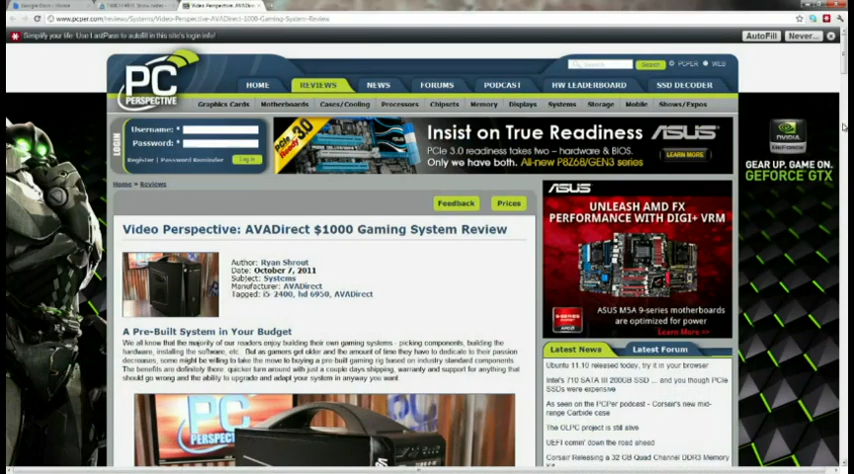 Video Perspective: AVADirec
www.pcper.com/reviews/Systems/Video-Perspective-AVADirect-1000-Gaming-System-Review
Simplify your life. Use LastPass to autofill in this site's login info!
AutoFill
Never...
PC
PERSPECTIVE
Search
PCPER
WEB
HOME
REVIEWS
NEWS
FORUMS
PODCAST
HW LEADERBOARD
SSD DECODER
Graphics Cards
Motherboards
Cases/Cooling
Processors
Chipsets
Memory
Displays
Systems
Storage
Mobile
Shows/Expos
LOGIN
Username: *
Password: *
Register | Password Reminder
Log in
PCIe 3.0
Ready
Insist on True Readiness
ASUS
PCIe 3.0 readiness takes two – hardware & BIOS.
Only we have both. All-new P8Z68/GEN3 series
LEARN MORE
NVIDIA
GEFORCE
GEAR UP. GAME ON.
GEFORCE GTX
Home » Reviews
Feedback
Prices
Video Perspective: AVADirect $1000 Gaming System Review
Author: Ryan Shrout
Date: October 7, 2011
Subject: Systems
Manufacturer: AVADirect
Tagged: i5-2400, hd 6950, AVADirect
A Pre-Built System in Your Budget
We all know that the majority of our readers enjoy building their own gaming systems - picking components, building the
hardware, installing the software, etc. But as gamers get older and the amount of time they have to dedicate to their passion
decreases, some might be willing to take the move to buying a pre-built gaming rig based on industry standard components.
The benefits are definitely there: quicker turn around with just a couple days shipping, warranty and support for anything that
should go wrong and the ability to upgrade and adapt your system in anyway you want.
PC
PERSPEC
ASUS
UNLEASH AMD FX
PERFORMANCE WITH DIGI+ VRM
ASUS M5A 9-series motherboards
are optimized for power
Learn More >>
AMD
Latest News
Latest Forum
Ubuntu 11.10 released today, try it in your browser
Intel's 710 SATA III 200GB SSD ... and you though PCIe
SSDs were expensive
As seen on the PCPer podcast - Corsair's new mid-
range Carbide case
The OLPC project is still alive
UEFI comin' down the road ahead
Corsair Releasing a 32 GB Quad Channel DDR3 Memory